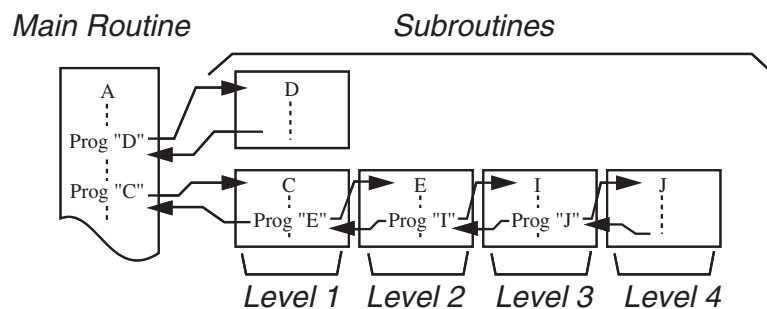 Main Routine
Subroutines
A
Prog "D"
Prog "C"
D
C
Prog "E"
E
Prog "I"
I
Prog "J"
J
Level 1
Level 2
Level 3
Level 4